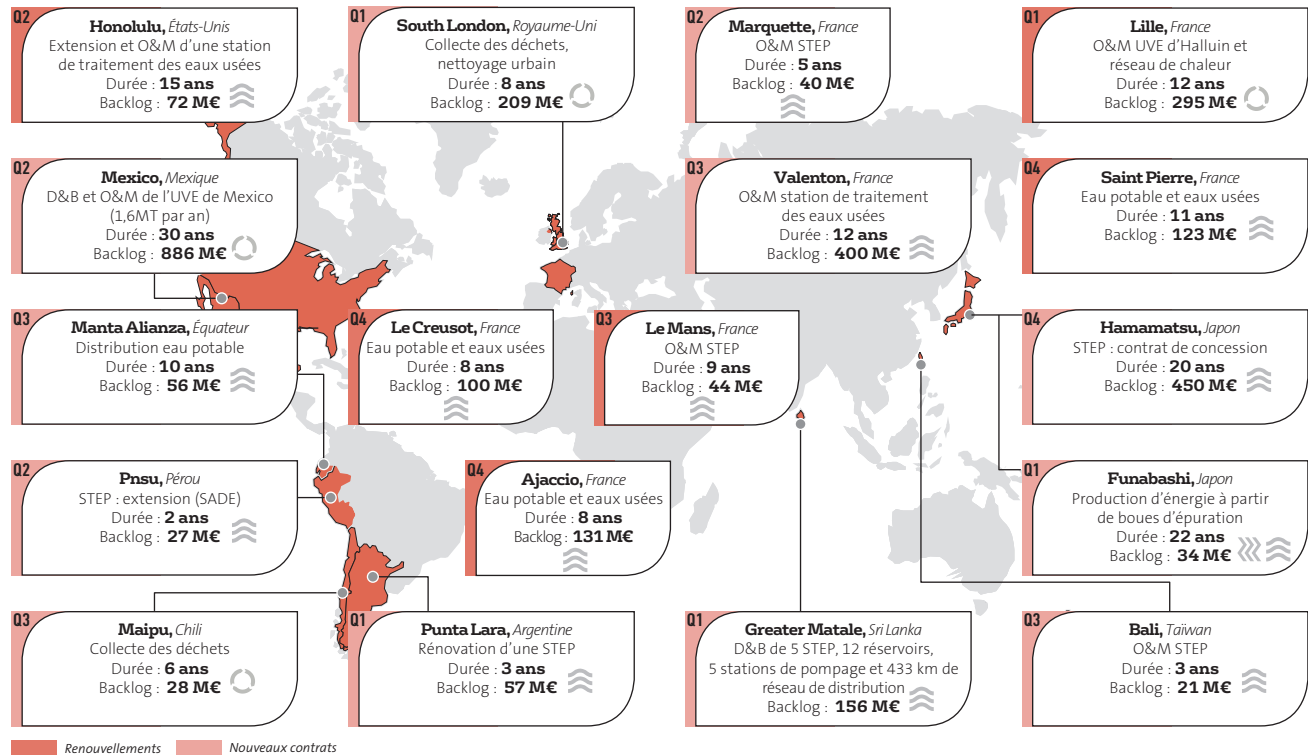 Q2
Honolulu, États-Unis
Extension et O&M d'une station
de traitement des eaux usées
Durée : 15 ans
Backlog : 72 M€
Q1
South London, Royaume-Uni
Collecte des déchets,
nettoyage urbain
Durée : 8 ans
Backlog : 209 M€
Q2
Marquette, France
O&M STEP
Durée : 5 ans
Backlog : 40 M€
Q1
Lille, France
O&M UVE d'Halluin et
réseau de chaleur
Durée : 12 ans
Backlog : 295 M€
Q2
Mexico, Mexique
D&B et O&M de l'UVE de Mexico
(1,6MT par an)
Durée : 30 ans
Backlog : 886 M€
Q3
Valenton, France
O&M station de traitement
des eaux usées
Durée : 12 ans
Backlog : 400 M€
Q4
Saint Pierre, France
Eau potable et eaux usées
Durée : 11 ans
Backlog : 123 M€
Q3
Manta Alianza, Équateur
Distribution eau potable
Durée : 10 ans
Backlog : 56 M€
Q4
Le Creusot, France
Eau potable et eaux usées
Durée : 8 ans
Backlog : 100 M€
Q3
Le Mans, France
O&M STEP
Durée : 9 ans
Backlog : 44 M€
Q4
Hamamatsu, Japon
STEP : contrat de concession
Durée : 20 ans
Backlog : 450 M€
Q2
Pnsu, Pérou
STEP : extension (SADE)
Durée : 2 ans
Backlog : 27 M€
Q4
Ajaccio, France
Eau potable et eaux usées
Durée : 8 ans
Backlog : 131 M€
Q1
Funabashi, Japon
Production d'énergie à partir
de boues d'épuration
Durée : 22 ans
Backlog : 34 M€
Q3
Maipu, Chili
Collecte des déchets
Durée : 6 ans
Backlog : 28 M€
Q1
Punta Lara, Argentine
Rénovation d'une STEP
Durée : 3 ans
Backlog : 57 M€
Q1
Greater Matale, Sri Lanka
D&B de 5 STEP, 12 réservoirs,
5 stations de pompage et 433 km de
réseau de distribution
Backlog : 156 M€
Q3
Bali, Taïwan
O&M STEP
Durée : 3 ans
Backlog : 21 M€
Renouvellements
Nouveaux contrats